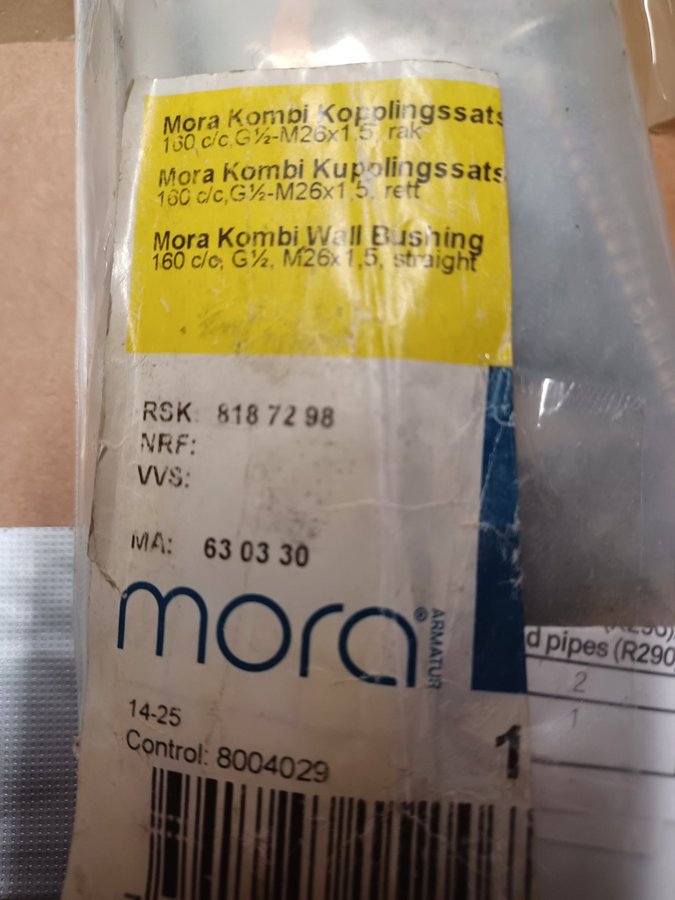 Mora Kombi Kopplingssats
160 c/c,G½-M26x1,5, rak
Mora Kombi Kupplingssats
160 c/c,G½-M26x1,5, rett
Mora Kombi Wall Bushing
160 c/c, G½, M26x1,5, straight
RSK: 818 72 98
NRF:
VVS:
MA: 63 03 30
mora®
ARMATUR
14-25
Control: 8004029
1
d pipes (R290
2
1